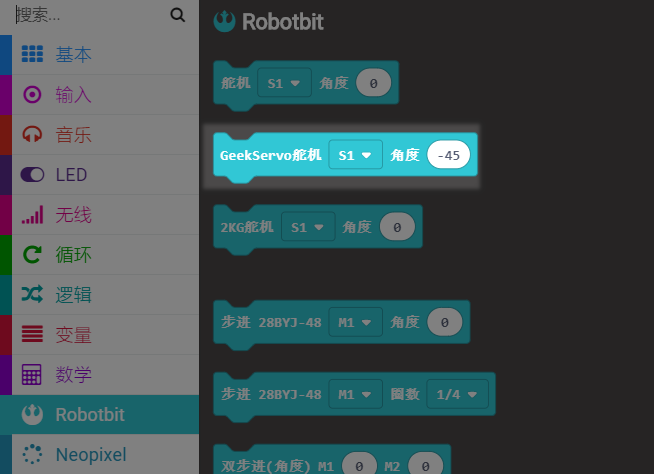 搜索...
基本
输入
音乐
LED
无线
循环
逻辑
变量
数学
Robotbit
Neopixel
Robotbit
舵机 S1 角度 0
GeekServo舵机 S1 角度 -45
2KG舵机 S1 角度 0
步进 28BYJ-48 M1 角度 0
步进 28BYJ-48 M1 圈数 1/4
双步进(角度) M1 0 M2 0